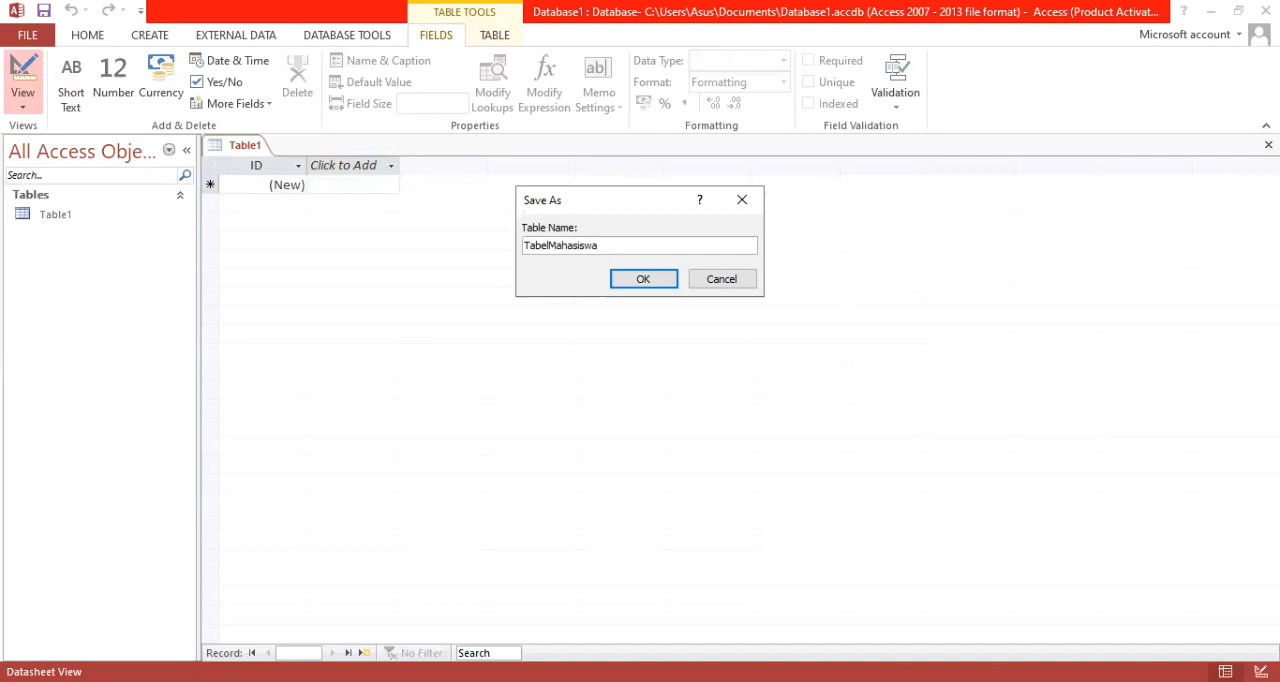 TABLE TOOLS
Database1 : Database- C:\Users\Asus\Documents\Database1.accdb (Access 2007 - 2013 file format) - Access (Product Activat...
?
FILE HOME CREATE EXTERNAL DATA DATABASE TOOLS FIELDS TABLE
Microsoft account
View
Views
AB
Short
Text
12
Number
Currency
Date & Time
Yes/No
More Fields
Delete
Add & Delete
Name & Caption
Default Value
Field Size
Modify
Lookups
fx
Modify
Expression
ab|
Memo
Settings
Properties
Data Type:
Format: Formatting
%
,
.00
.00
Formatting
Required
Unique
Indexed
Validation
Field Validation
All Access Obje...
Search...
Tables
Table1
Table1
ID Click to Add
(New)
Save As
?
Table Name:
TabelMahasiswa
OK Cancel
Record: No Filter Search
Datasheet View